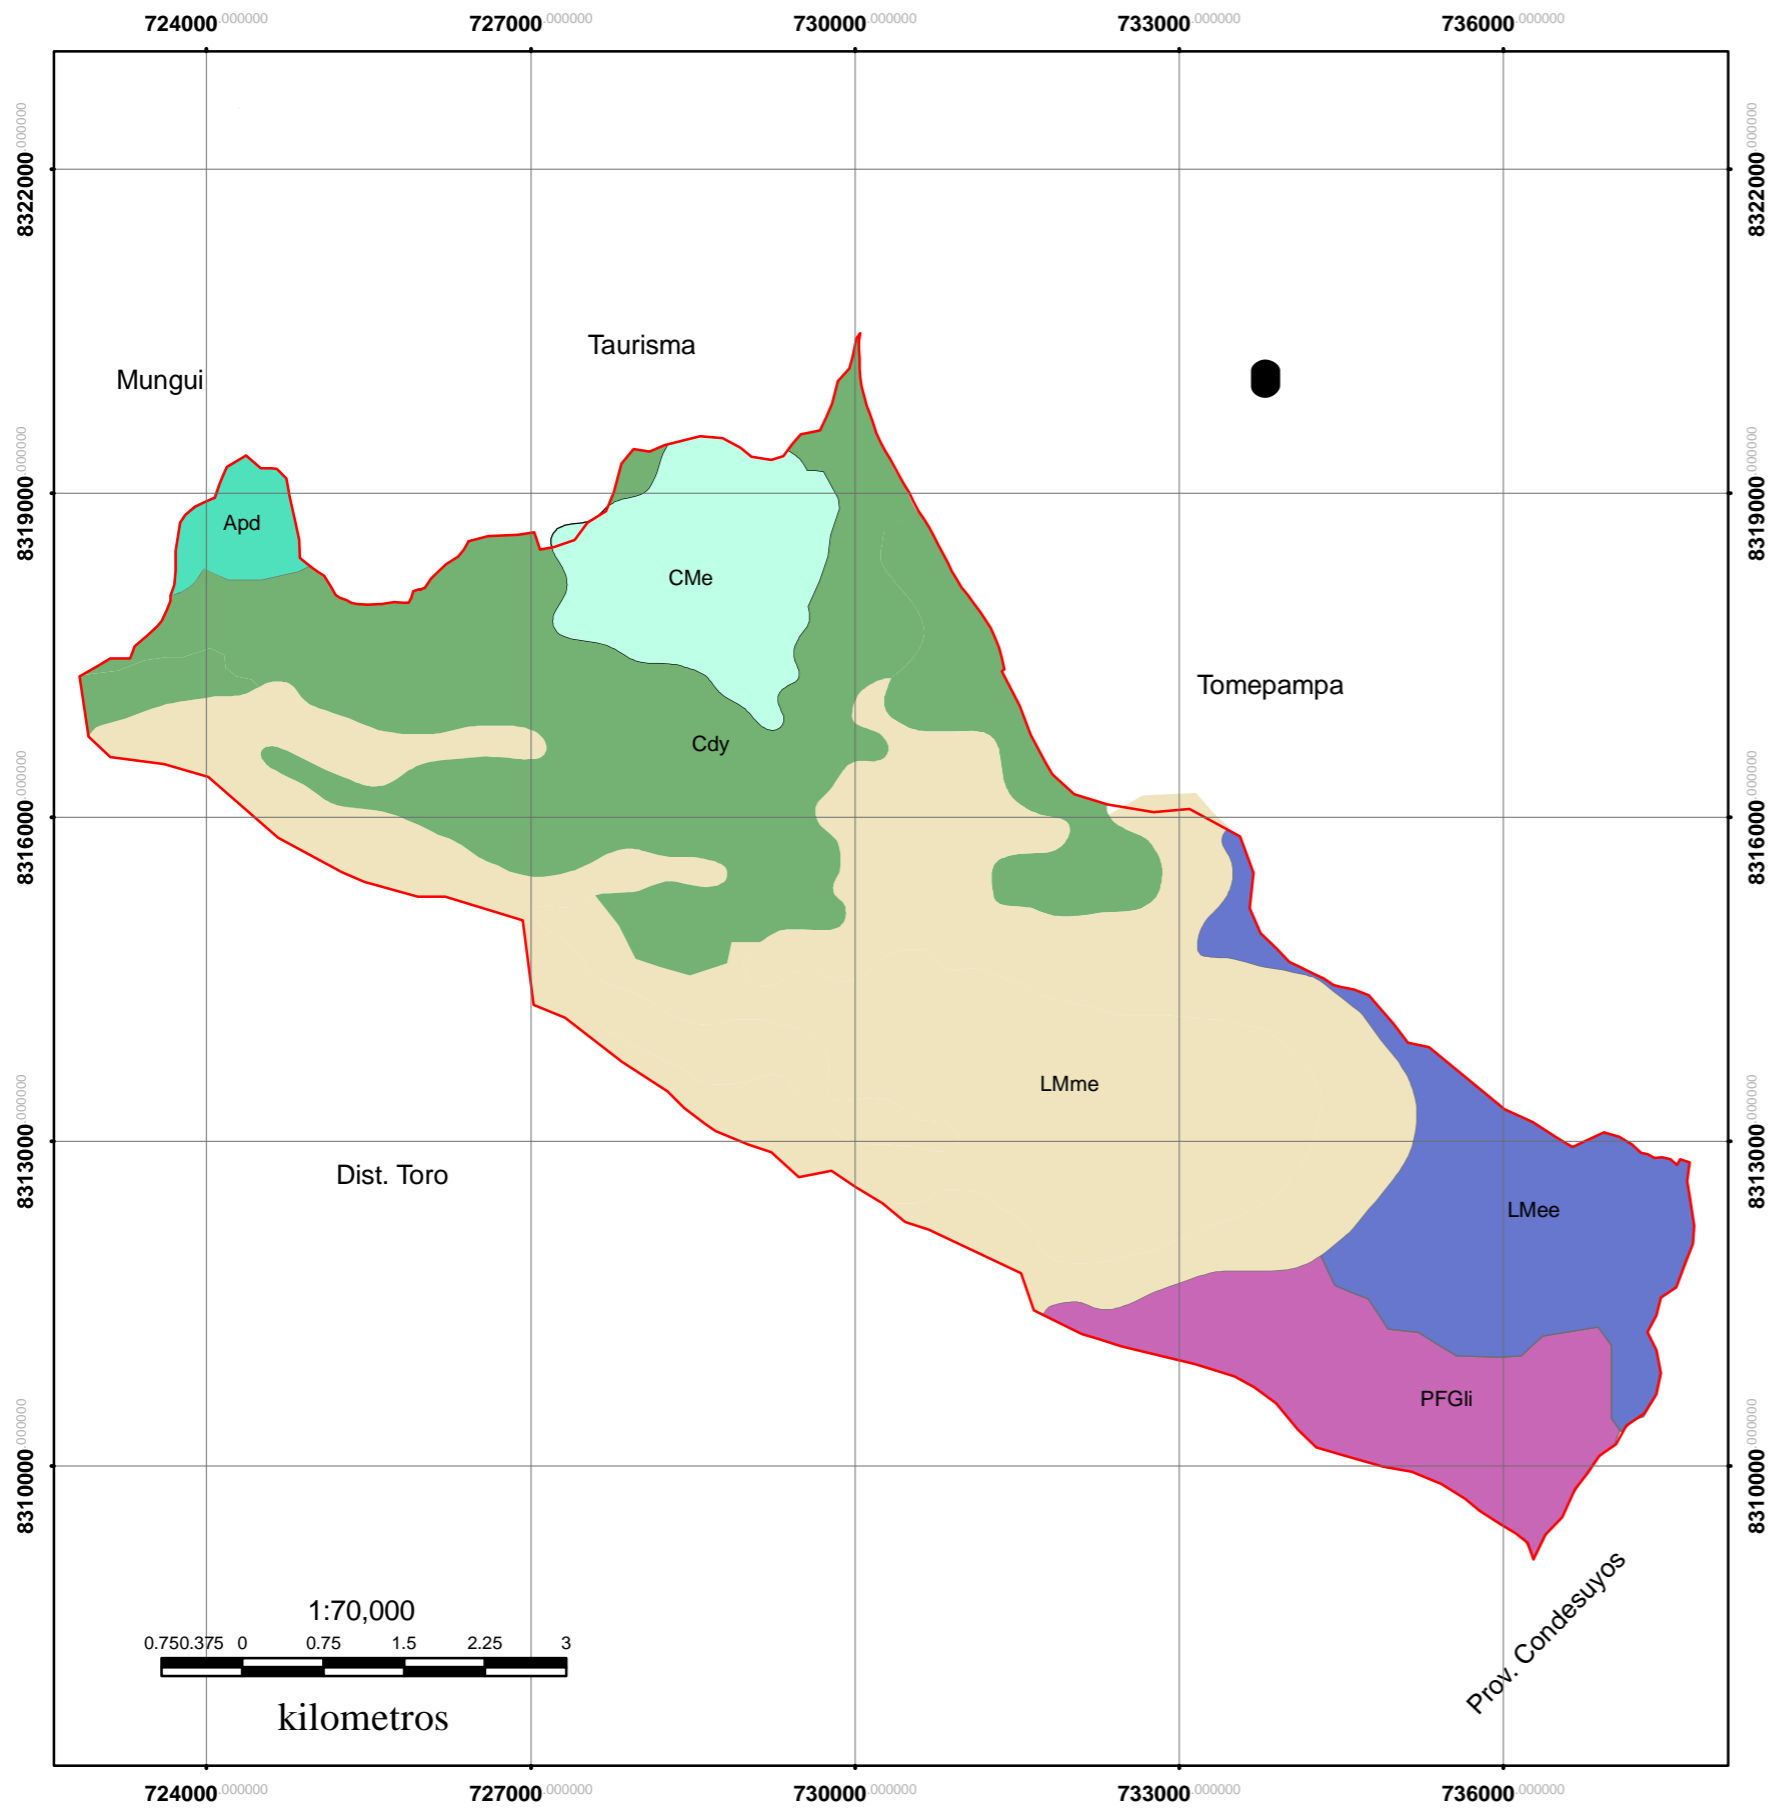 724000.000000 727000.000000 730000.000000 733000.000000 736000.000000
8322000.000000
8322000.000000
Taurisma
Mungui
8319000.000000
8319000.000000
Apd
CMe
Tomepampa
Cdy
8316000.000000
8316000.000000
LMme
8313000.000000
8313000.000000
Dist. Toro
LMee
PFGli
8310000.000000
8310000.000000
Prov. Condesuyos
1:70,000
0.750.375 0 0.75 1.5 2.25 3
kilometros
724000.000000 727000.000000 730000.000000 733000.000000 736000.000000